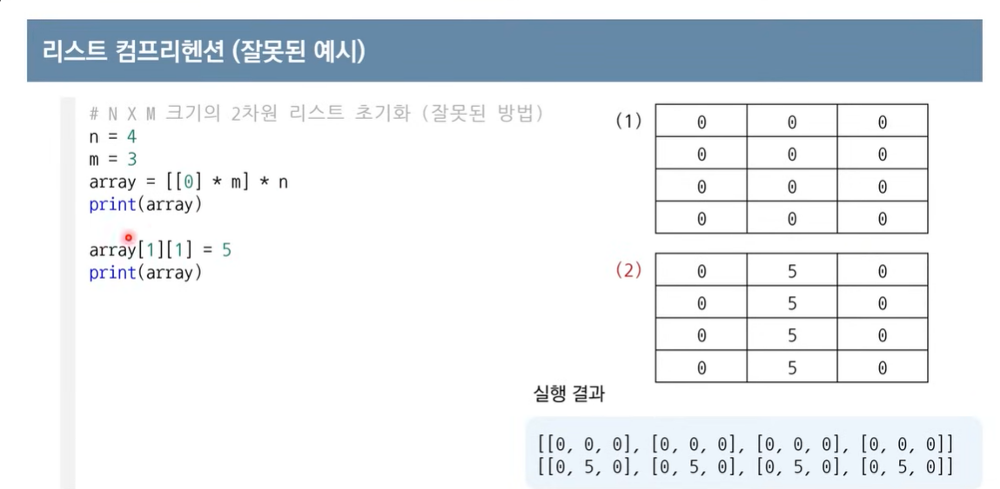 리스트 컴프리헨션 (잘못된 예시)
# N X M 크기의 2차원 리스트 초기화 (잘못된 방법)
n = 4
m = 3
array = [[0] * m] * n
print(array)
array[1][1] = 5
print(array)
(1)
0 0 0
0 0 0
0 0 0
0 0 0
(2)
0 5 0
0 5 0
0 5 0
0 5 0
실행 결과
[[0, 0, 0], [0, 0, 0], [0, 0, 0], [0, 0, 0]]
[[0, 5, 0], [0, 5, 0], [0, 5, 0], [0, 5, 0]]